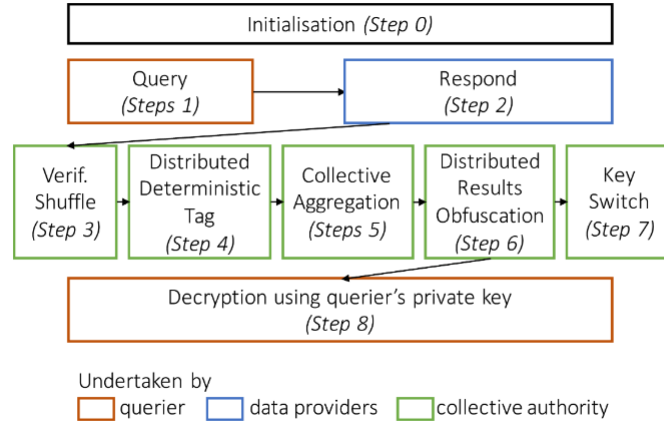 Initialisation (Step 0)
Query
(Steps 1)
Respond
(Step 2)
Verif.
Shuffle
(Step 3)
Distributed
Deterministic
Tag
(Step 4)
Collective
Aggregation
(Steps 5)
Distributed
Results
Obfuscation
(Step 6)
Key
Switch
(Step 7)
Decryption using querier's private key
(Step 8)
Undertaken by
querier
data providers
collective authority